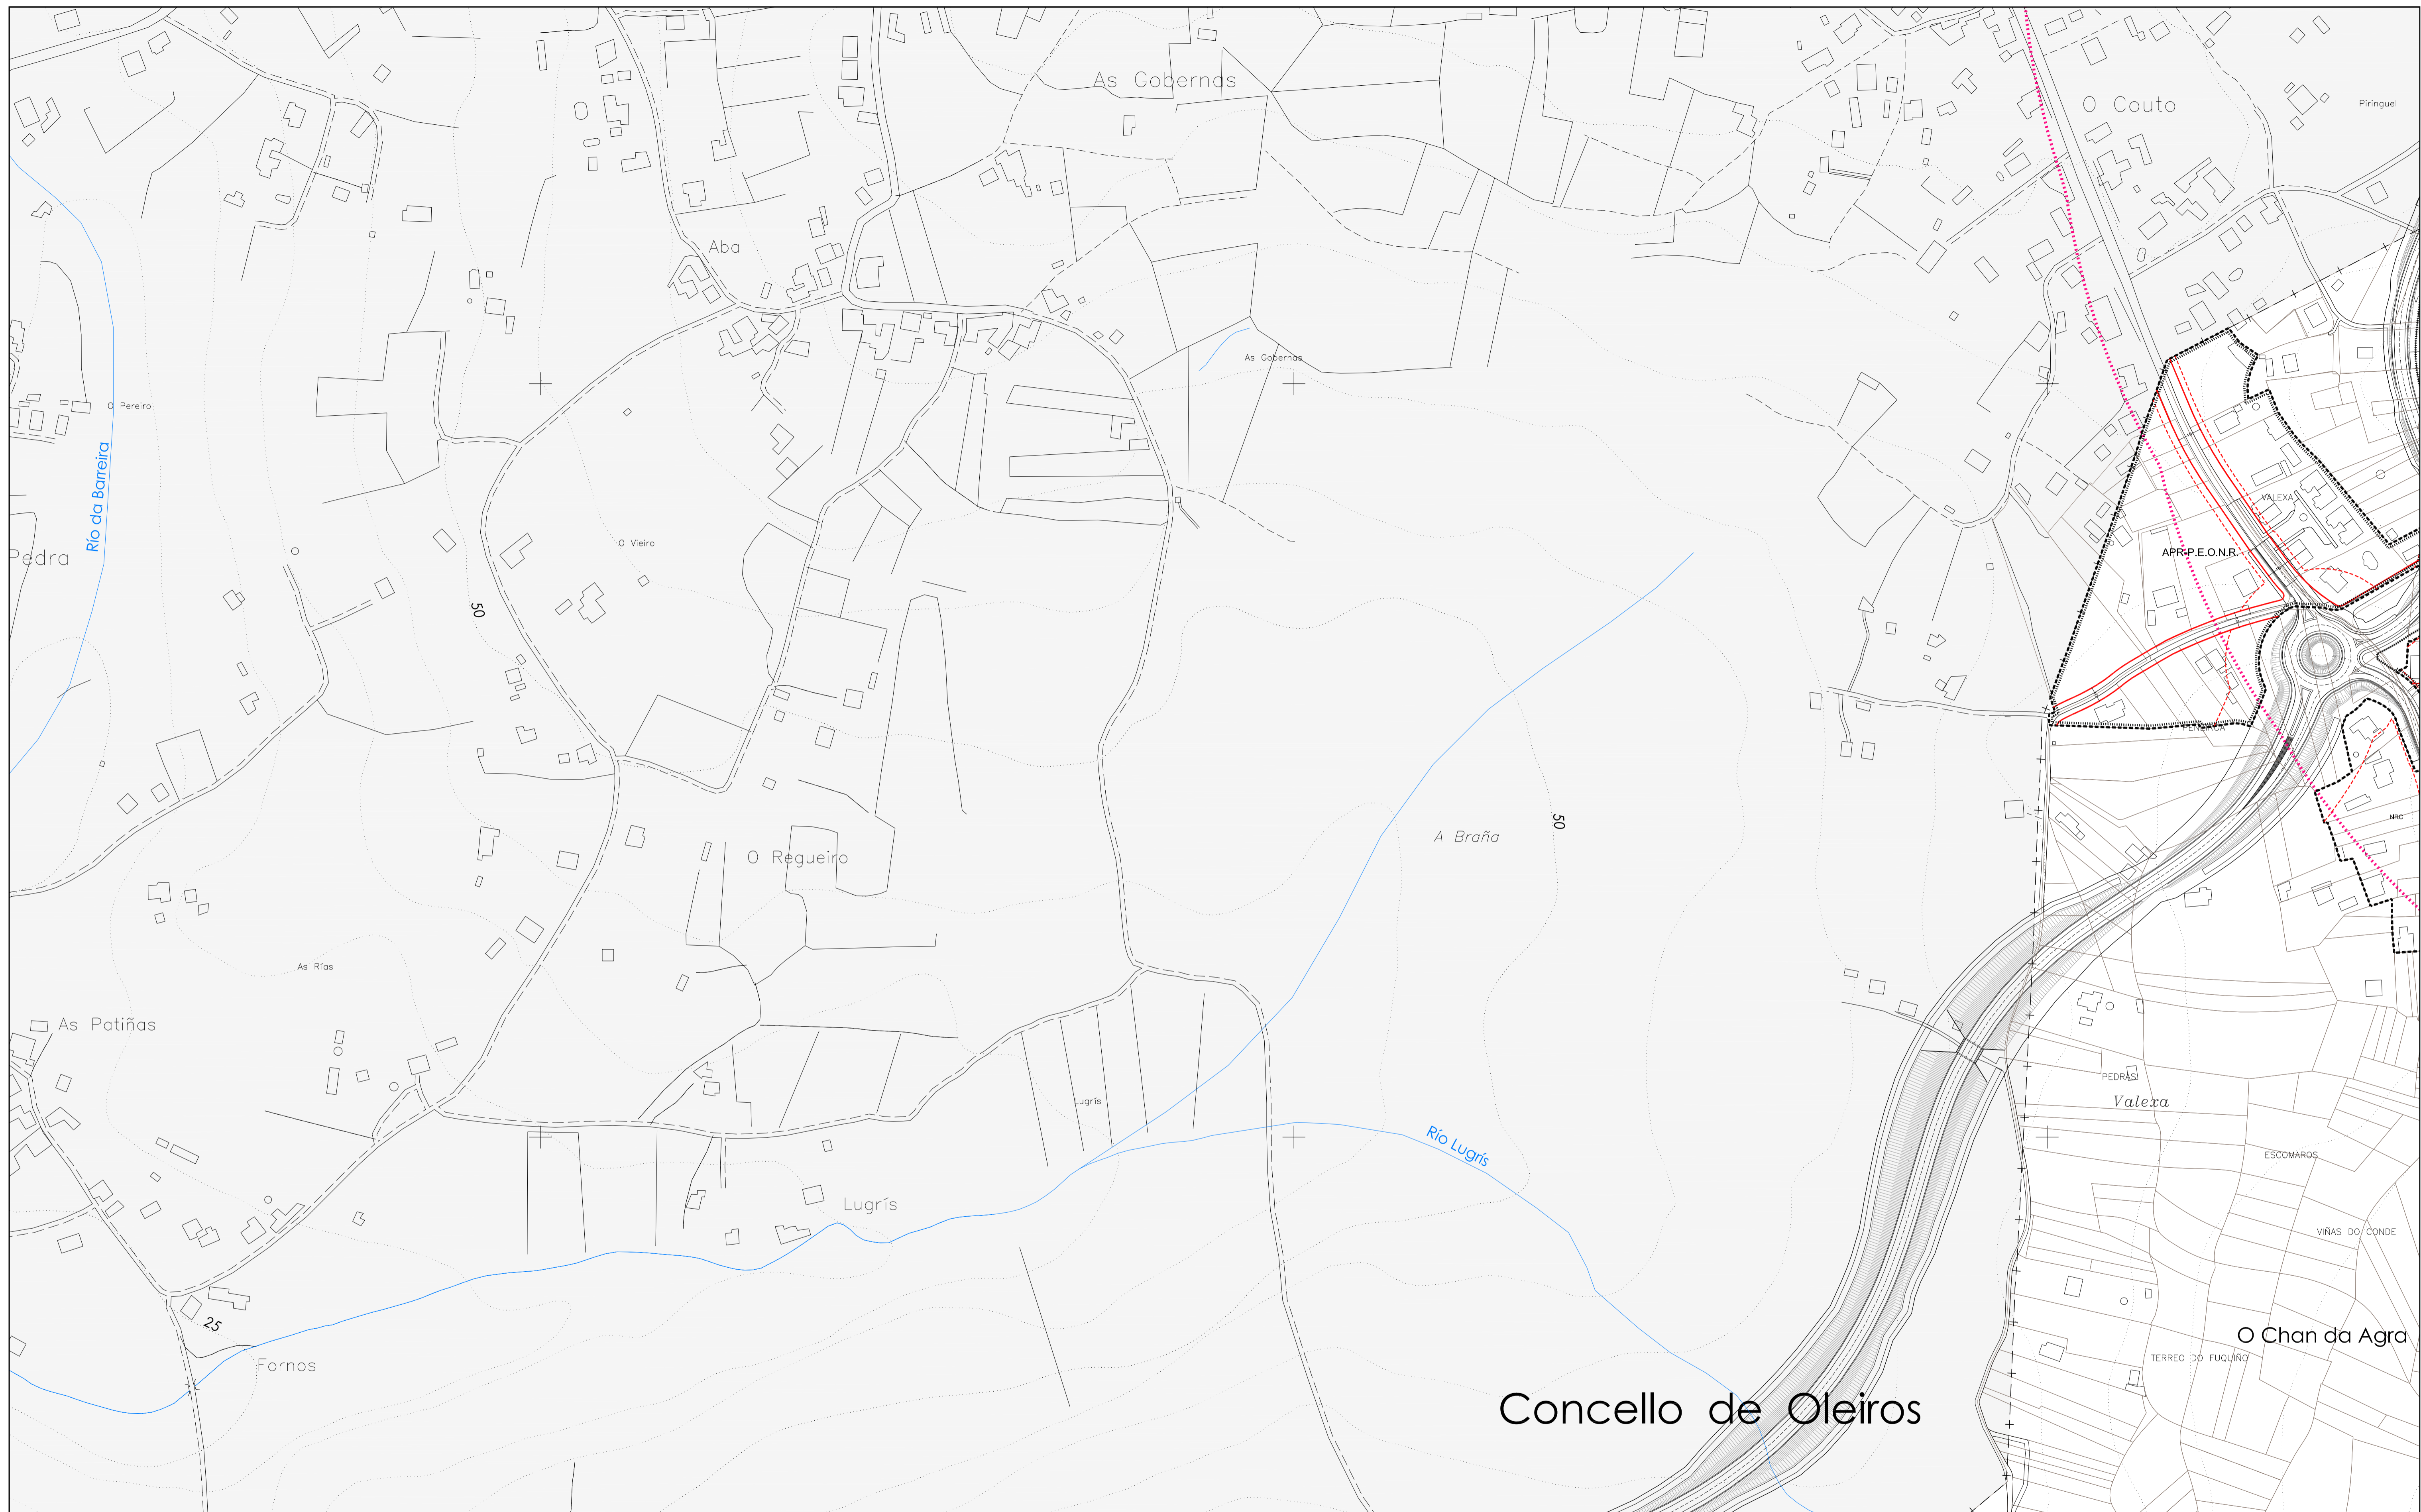 As Gobernas
O Couto
Piringuel
Aba
As Gobernas
O Pereiro
Río da Barreira
VALEXA
O Vieiro
APR-P.E.O.N.R.
Pedra
50
PENEIROA
NRC
50
A Braña
O Regueiro
As Rías
As Patiñas
PEDRAS
Lugrís
Valexa
Río Lugrís
ESCOMAROS
Lugrís
VIÑAS DO CONDE
25
O Chan da Agra
Fornos
TERREO DO FUQUIÑO
Concello de Oleiros